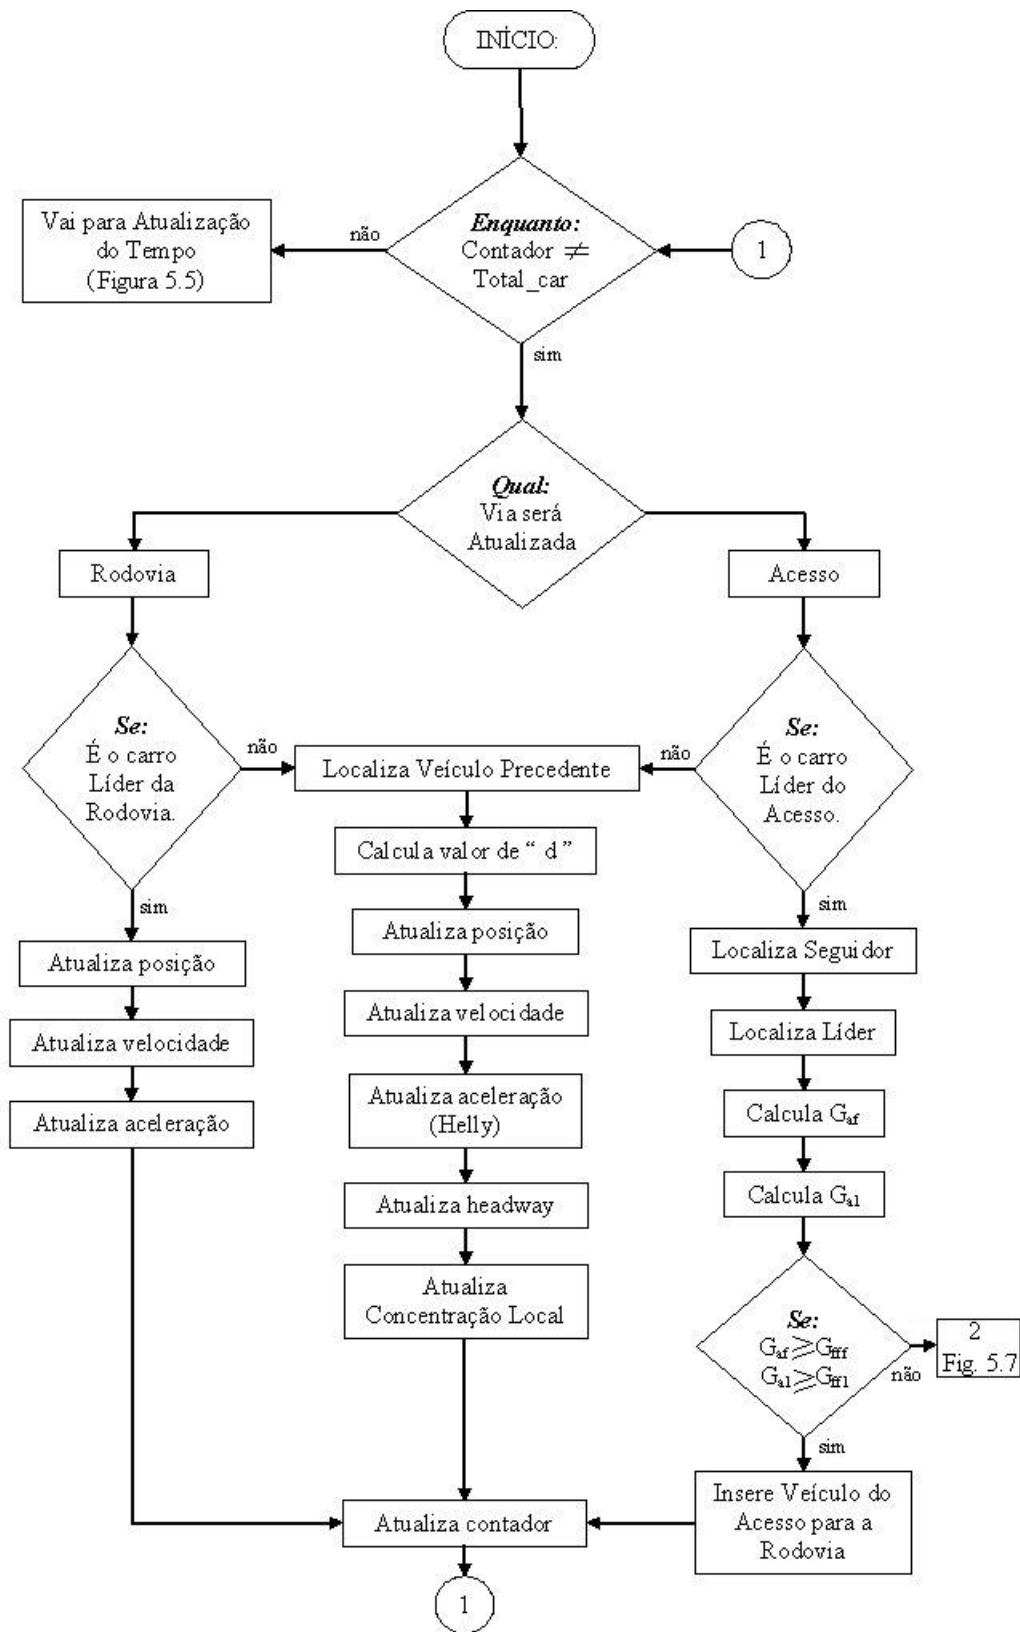 INÍCIO:
Enquanto:
Contador ≠
Total_car
não
Vai para Atualização
do Tempo
(Figura 5.5)
1
sim
Qual:
Via será
Atualizada
Rodovia
Acesso
Se:
É o carro
Líder da
Rodovia.
não
Localiza Veículo Precedente
não
Se:
É o carro
Líder do
Acesso.
Calcula valor de “ d ”
sim
sim
Atualiza posição
Atualiza posição
Localiza Seguidor
Atualiza velocidade
Atualiza velocidade
Localiza Líder
Atualiza aceleração
Atualiza aceleração
(Helly)
Calcula Gaf
Atualiza headway
Calcula Ga1
Atualiza
Concentração Local
Se:
Gaf ≥ Gfff
Ga1 ≥ Gff1
não
2
Fig. 5.7
sim
Insere Veículo do
Acesso para a
Rodovia
Atualiza contador
1